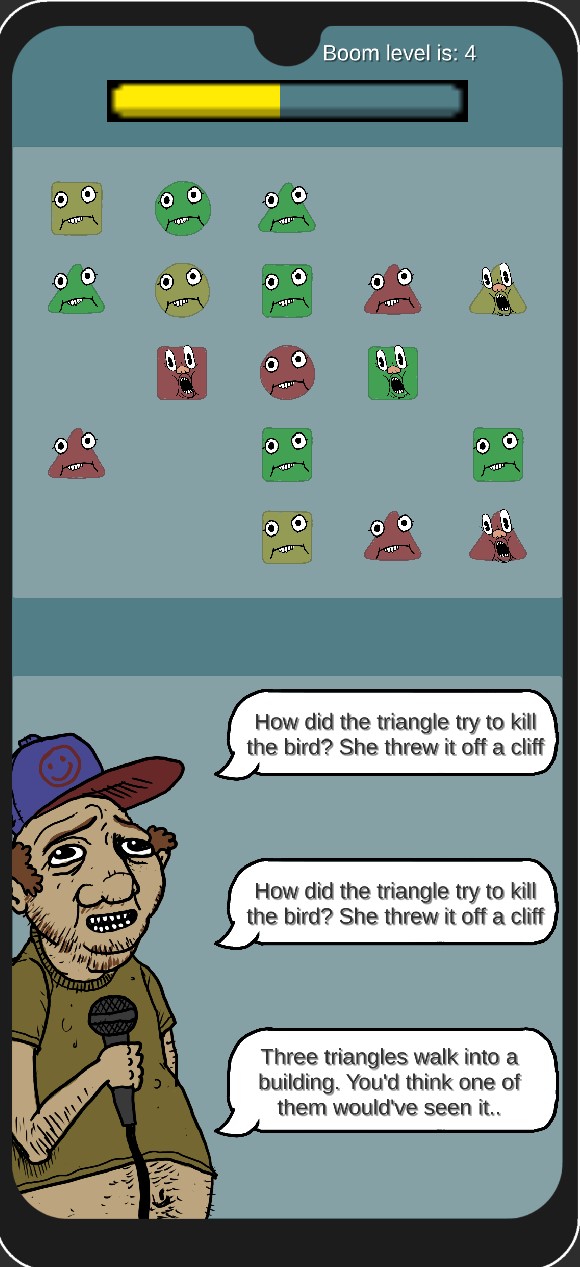 Boom level is: 4
How did the triangle try to kill
the bird? She threw it off a cliff
How did the triangle try to kill
the bird? She threw it off a cliff
Three triangles walk into a
building. You'd think one of
them would've seen it..